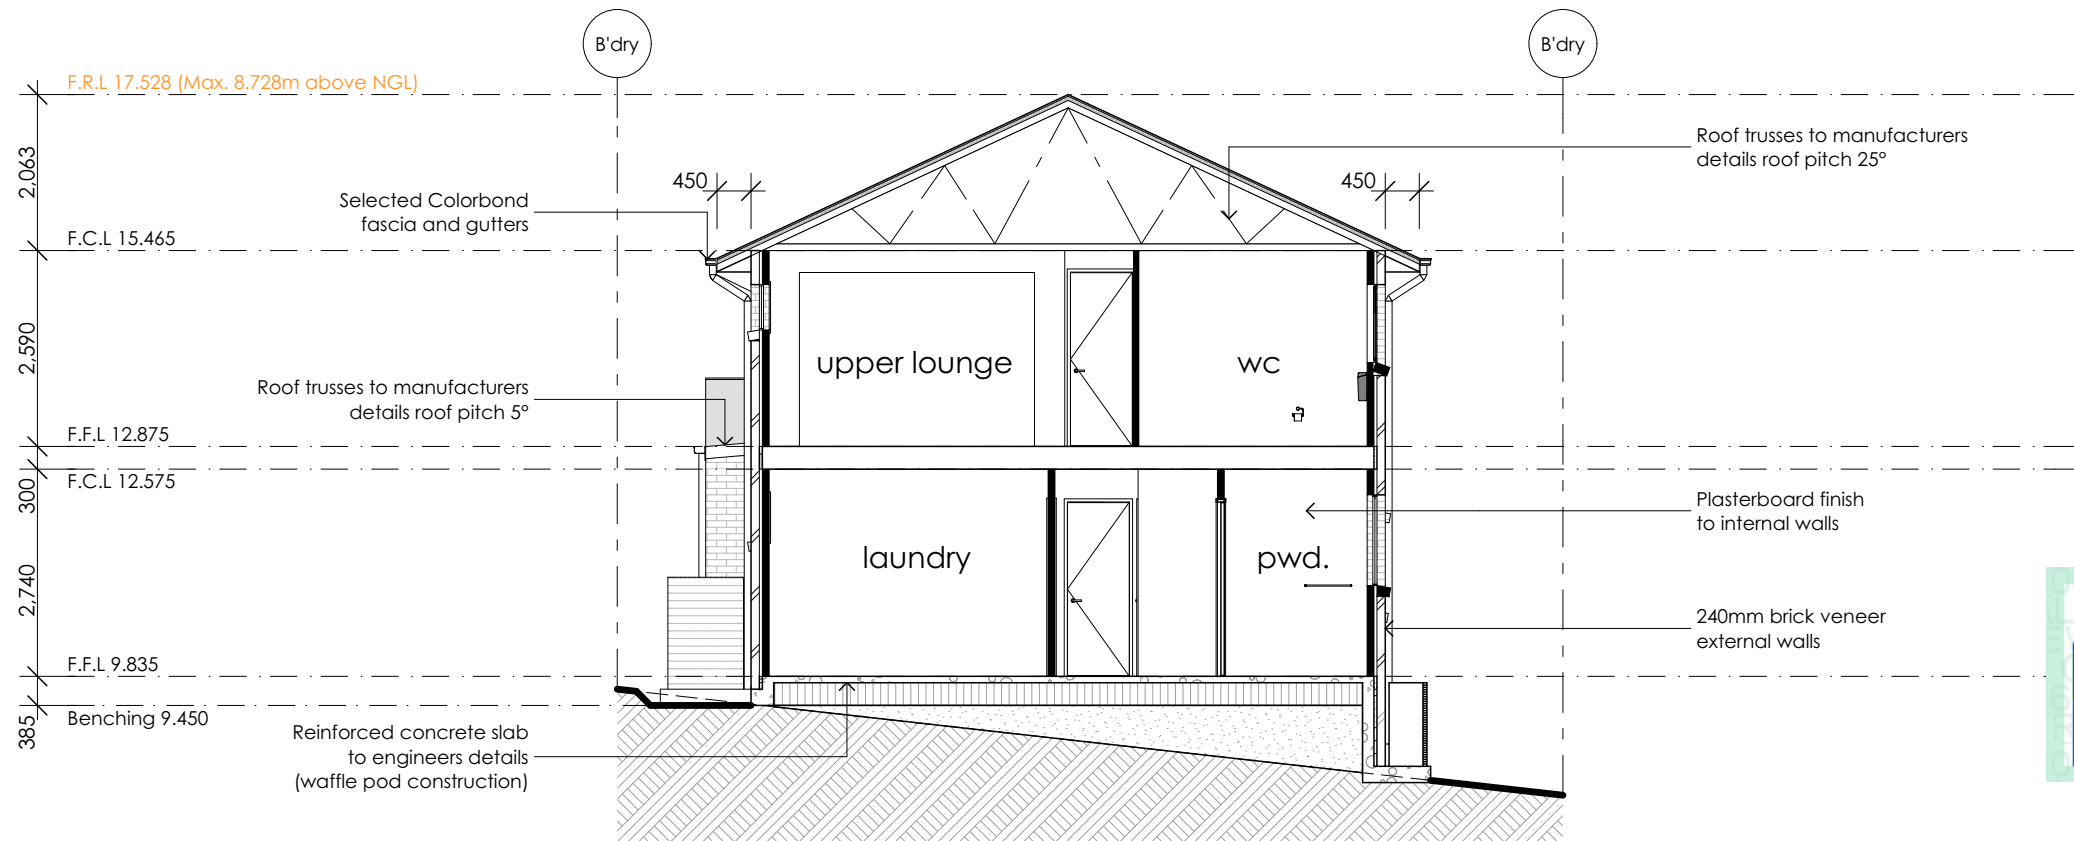 B'dry
B'dry
F.R.L 17.528 (Max. 8.728m above NGL)
2,063
450
450
Roof trusses to manufacturers
details roof pitch 25°
Selected Colorbond
fascia and gutters
F.C.L 15.465
2,590
upper lounge
wc
Roof trusses to manufacturers
details roof pitch 5°
F.F.L 12.875
300
F.C.L 12.575
Plasterboard finish
to internal walls
laundry
pwd.
2,740
240mm brick veneer
external walls
F.F.L 9.835
385
Benching 9.450
Reinforced concrete slab
to engineers details
(waffle pod construction)